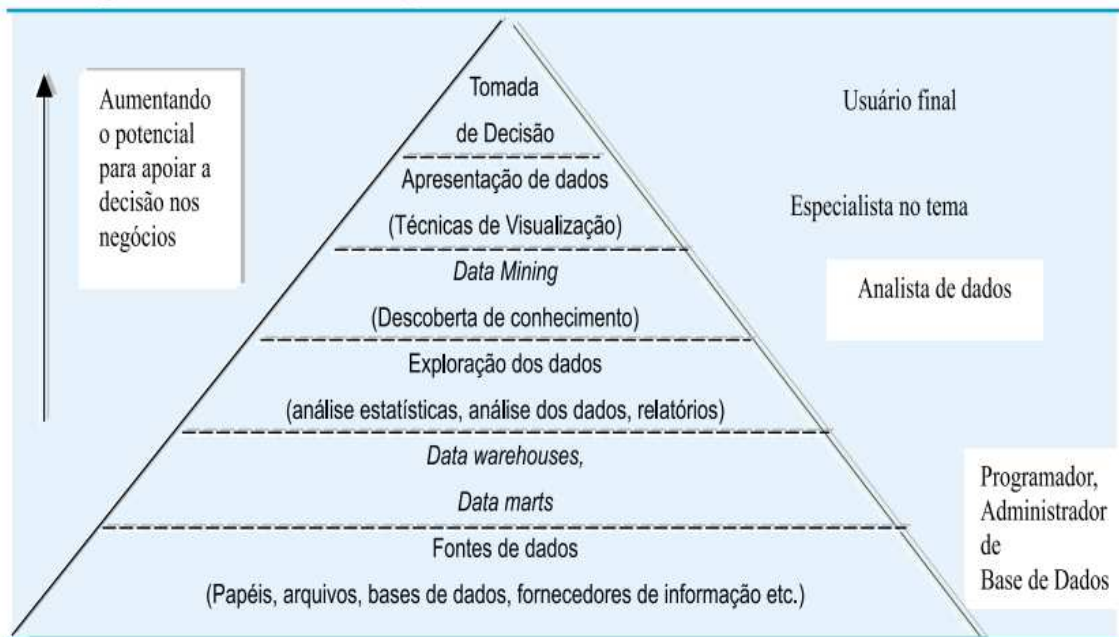 Aumentando
o potencial
para apoiar a
decisão nos
negócios
Tomada
de Decisão
Apresentação de dados
(Técnicas de Visualização)
Data Mining
(Descoberta de conhecimento)
Exploração dos dados
(análise estatísticas, análise dos dados, relatórios)
Data warehouses,
Data marts
Fontes de dados
(Papéis, arquivos, bases de dados, fornecedores de informação etc.)
Usuário final
Especialista no tema
Analista de dados
Programador,
Administrador
de
Base de Dados